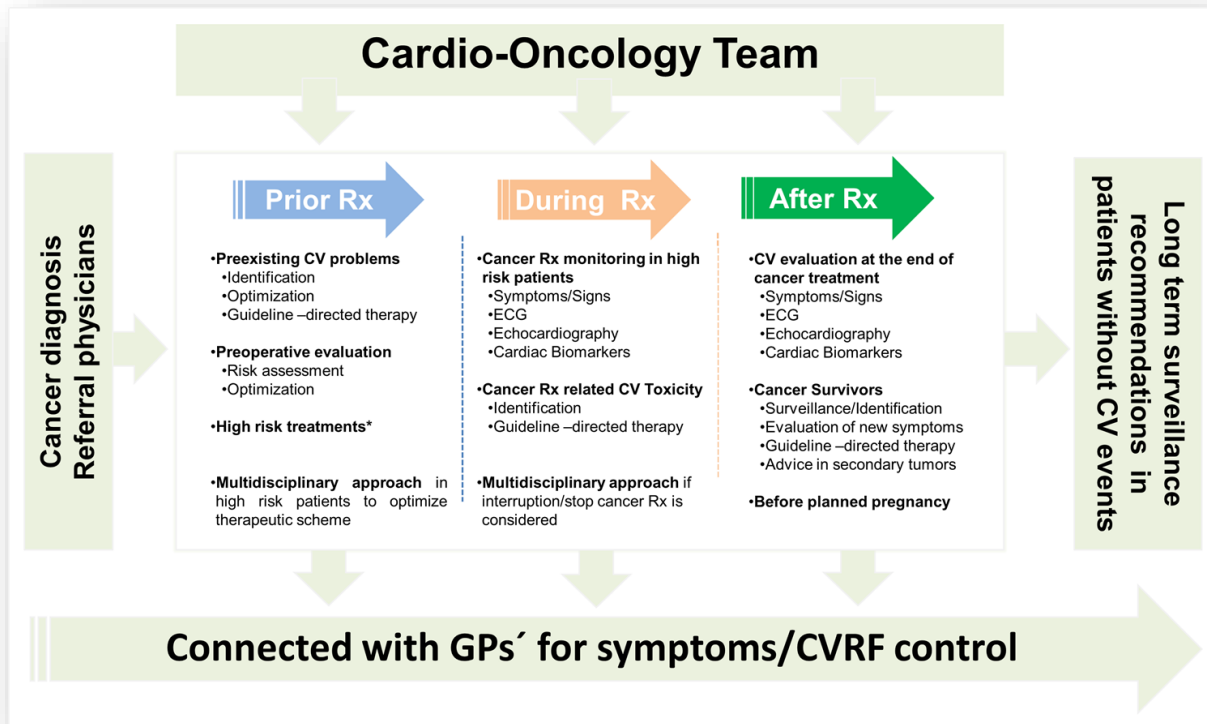 Cardio-Oncology Team
Cancer diagnosis
Referral physicians
Prior Rx
•Preexisting CV problems
•Identification
•Optimization
•Guideline –directed therapy
•Preoperative evaluation
•Risk assessment
•Optimization
•High risk treatments*
•Multidisciplinary approach in
high risk patients to optimize
therapeutic scheme
During Rx
•Cancer Rx monitoring in high
risk patients
•Symptoms/Signs
•ECG
•Echocardiography
•Cardiac Biomarkers
•Cancer Rx related CV Toxicity
•Identification
•Guideline –directed therapy
•Multidisciplinary approach if
interruption/stop cancer Rx is
considered
After Rx
•CV evaluation at the end of
cancer treatment
•Symptoms/Signs
•ECG
•Echocardiography
•Cardiac Biomarkers
•Cancer Survivors
•Surveillance/Identification
•Evaluation of new symptoms
•Guideline –directed therapy
•Advice in secondary tumors
•Before planned pregnancy
Long term surveillance
recommendations in
patients without CV events
Connected with GPs´ for symptoms/CVRF control